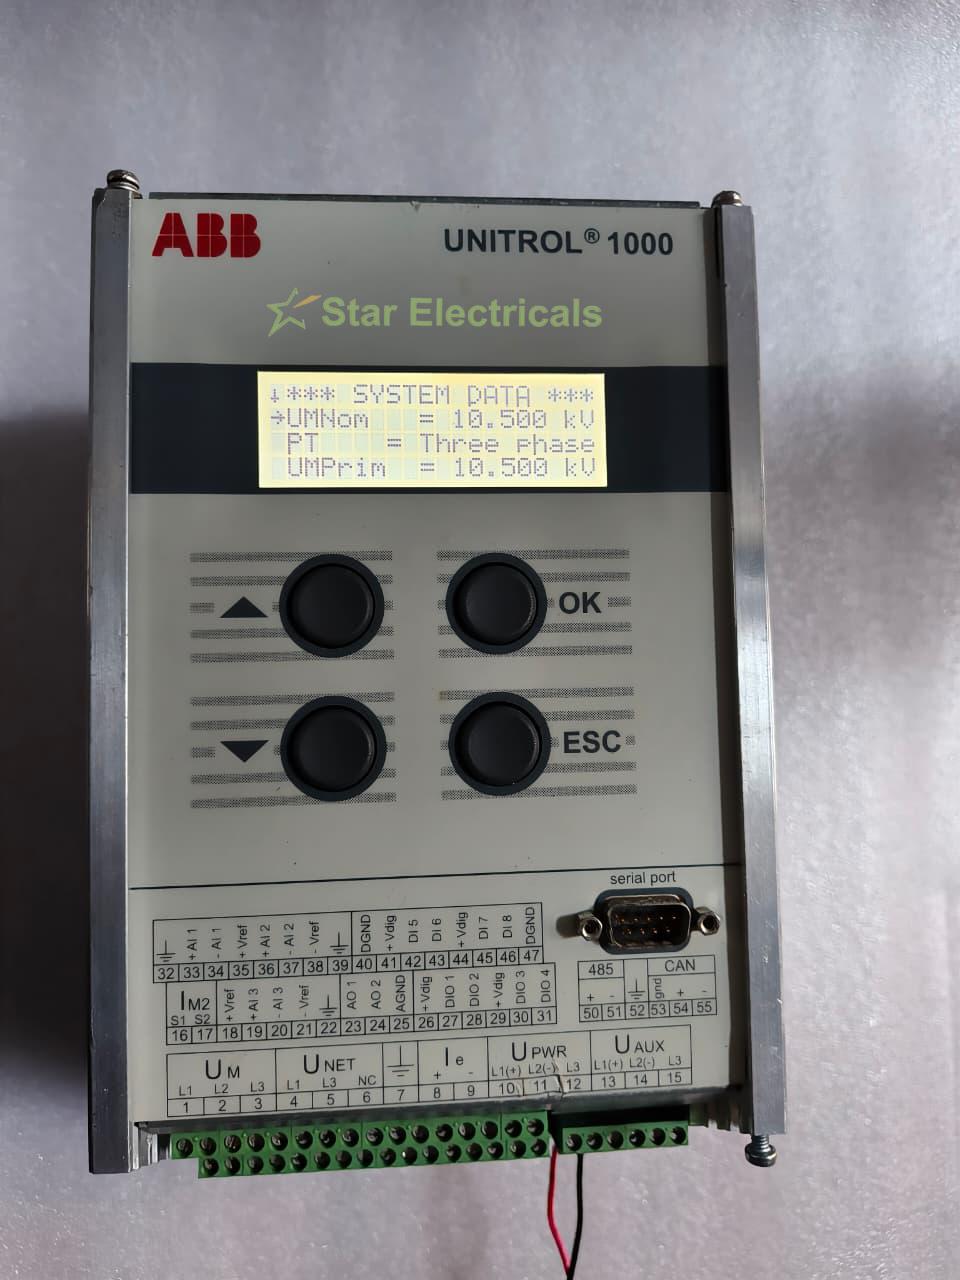 ABB
UNITROL® 1000
Star Electricals
↓*** SYSTEM DATA ***
→UMNom = 10.500 kV
PT = Three phase
UMPrim = 10.500 kV
▲ OK
▼ ESC
serial port
+ AI 1 - AI 1 + Vref + AI 2 - AI 2 - Vref DGND + Vdig DI 5 DI 6 + Vdig DI 7 DI 8 DGND
32 33 34 35 36 37 38 39 40 41 42 43 44 45 46 47
485 CAN
IM2 + Vref + AI 3 - AI 3 - Vref AO 1 AO 2 AGND + Vdig DIO 1 DIO 2 + Vdig DIO 3 DIO 4
S1 S2
+ - gnd + -
16 17 18 19 20 21 22 23 24 25 26 27 28 29 30 31
50 51 52 53 54 55
UM UNET Ie UPWR UAUX
L1 L2 L3 L1 L3 NC + - L1(+) L2(-) L3 L1(+) L2(-) L3
1 2 3 4 5 6 7 8 9 10 11 12 13 14 15